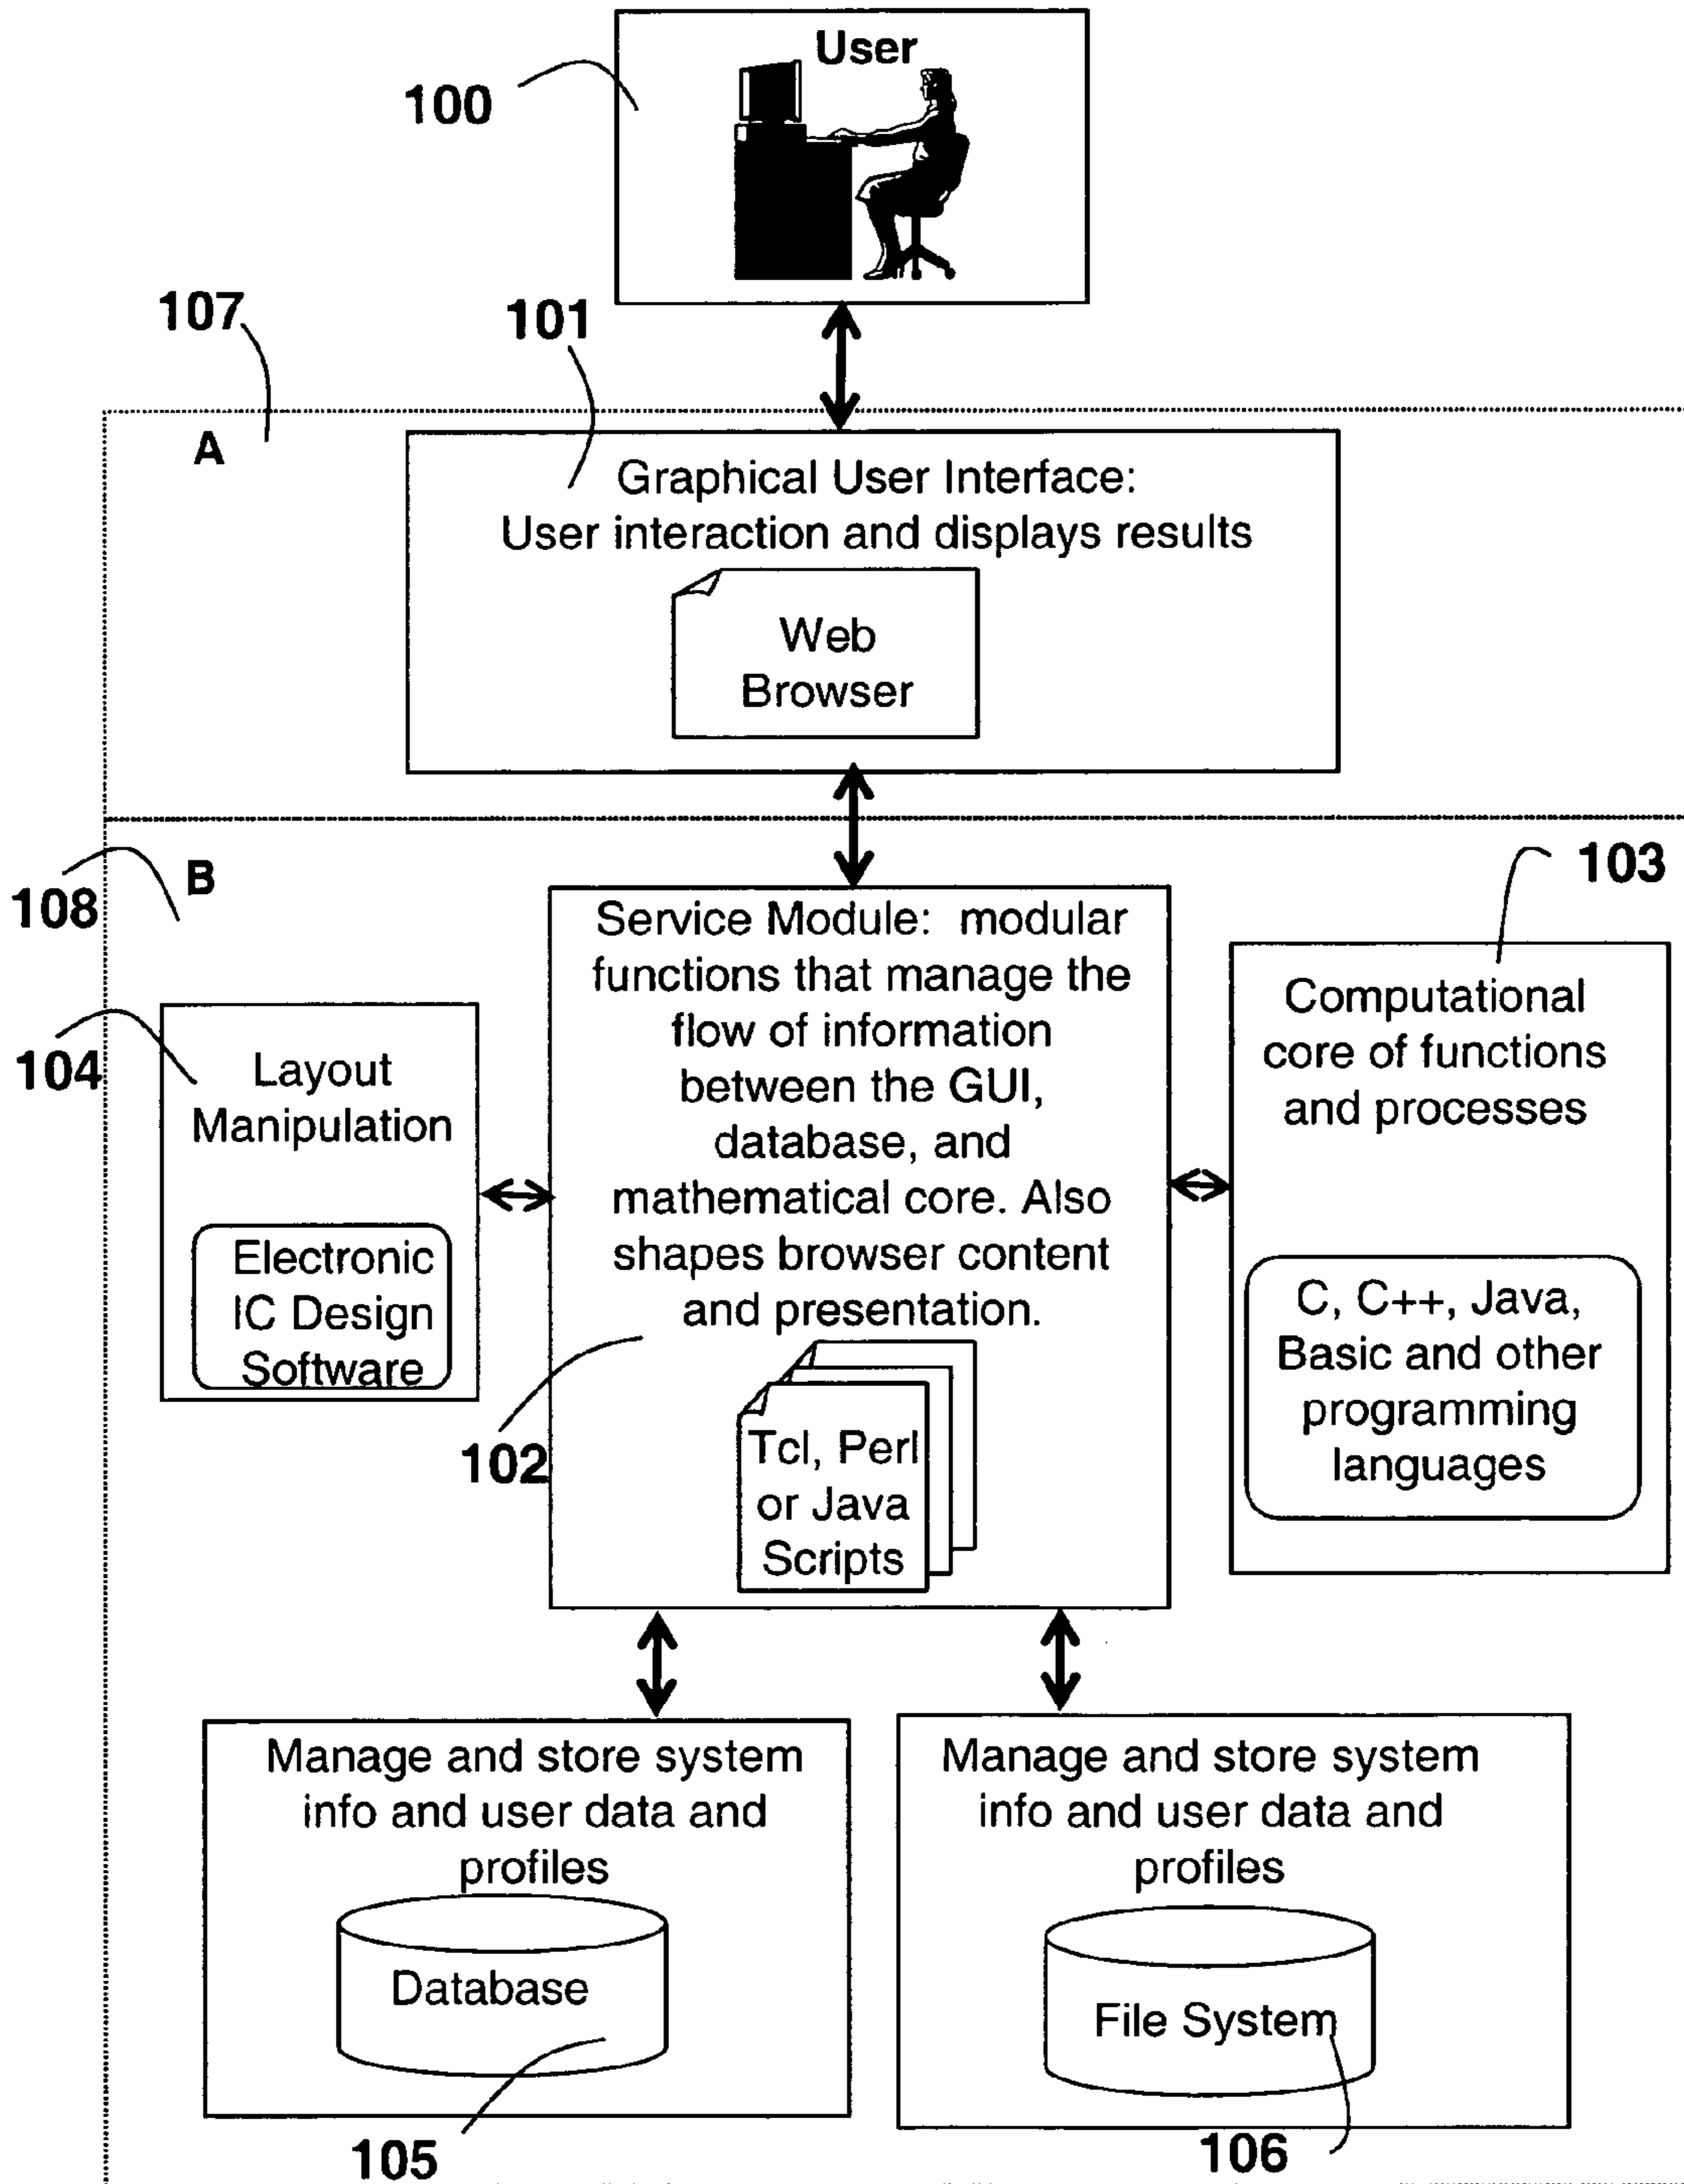 User
100
107
101
A
Graphical User Interface:
User interaction and displays results
Web
Browser
108
B
103
Service Module:  modular
functions that manage the
flow of information
between the GUI,
database, and
mathematical core. Also
shapes browser content
and presentation.
102
Tcl, Perl
or Java
Scripts
104
Layout
Manipulation
Electronic
IC Design
Software
Computational
core of functions
and processes
C, C++, Java,
Basic and other
programming
languages
Manage and store system
info and user data and
profiles
Database
105
Manage and store system
info and user data and
profiles
File System
106